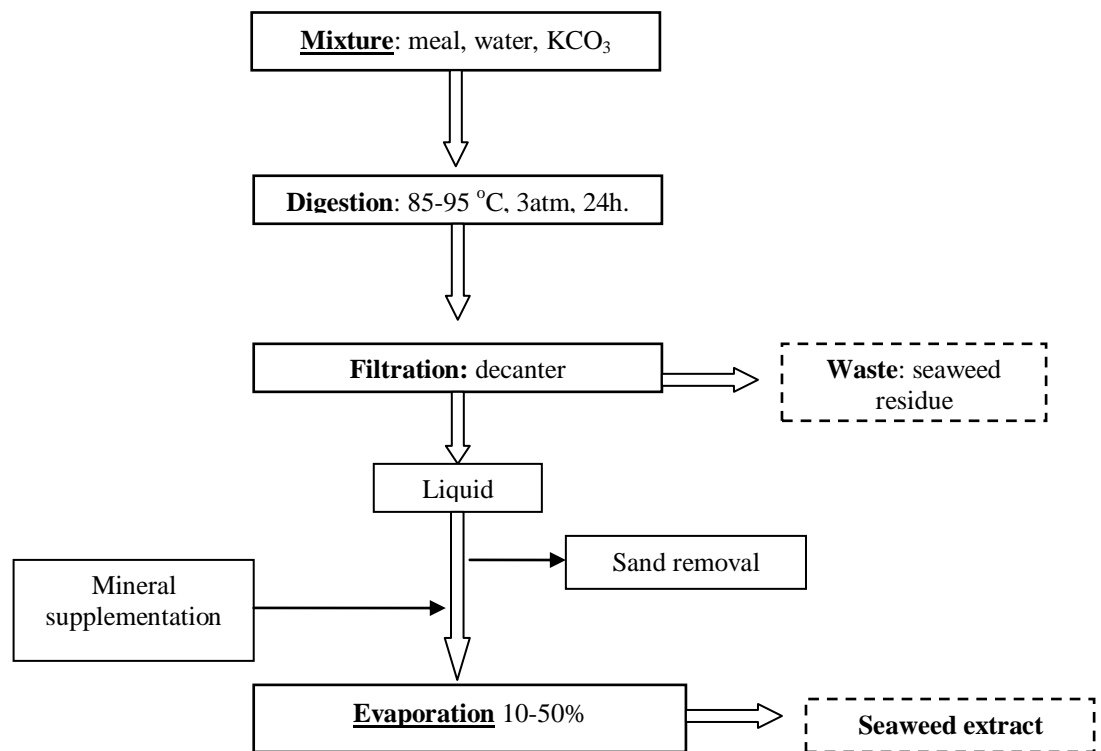 Mixture: meal, water, KCO₃
Digestion: 85-95 °C, 3atm, 24h.
Filtration: decanter
Waste: seaweed
residue
Liquid
Sand removal
Mineral
supplementation
Evaporation 10-50%
Seaweed extract